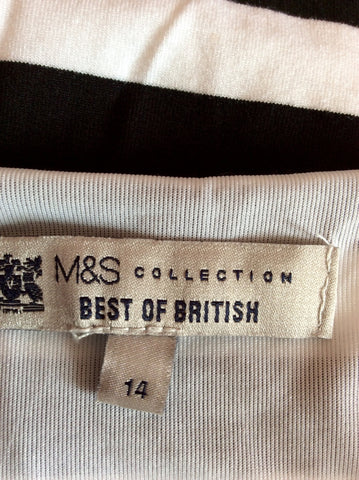 M&S COLLECTION
BEST OF BRITISH
14